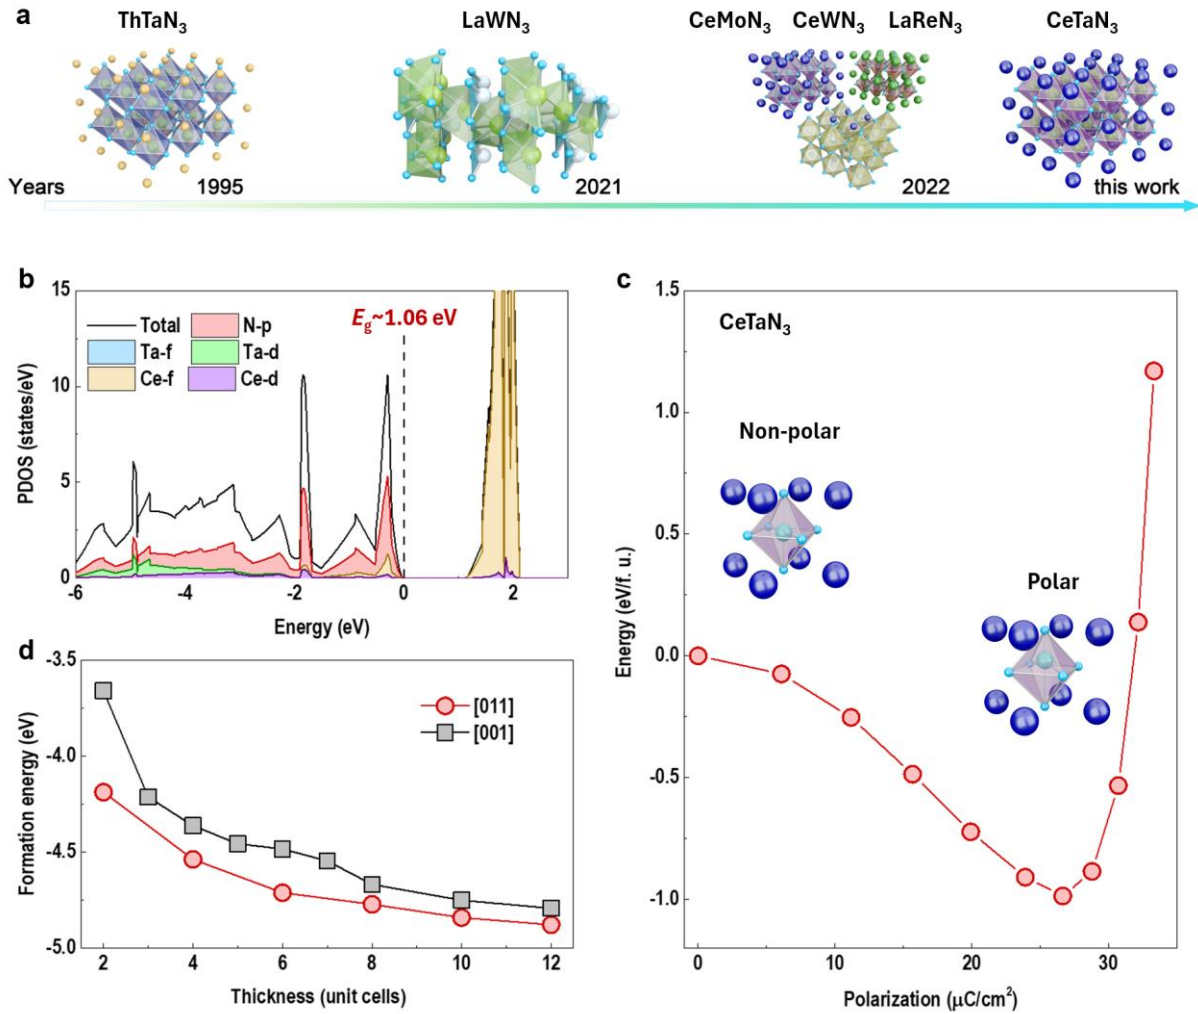 a
ThTaN₃
LaWN₃
CeMoN₃ CeWN₃ LaReN₃
CeTaN₃
Years
1995
2021
2022
this work
b
15
10
5
0
PDOS (states/eV)
Total
N-p
Ta-f
Ta-d
Ce-f
Ce-d
E₉~1.06 eV
-6
-4
-2
0
2
Energy (eV)
c
1.5
1.0
0.5
0.0
-0.5
-1.0
Energy (eV/f. u.)
CeTaN₃
Non-polar
Polar
0
10
20
30
Polarization (μC/cm²)
d
-3.5
-4.0
-4.5
-5.0
Formation energy (eV)
[011]
[001]
2
4
6
8
10
12
Thickness (unit cells)